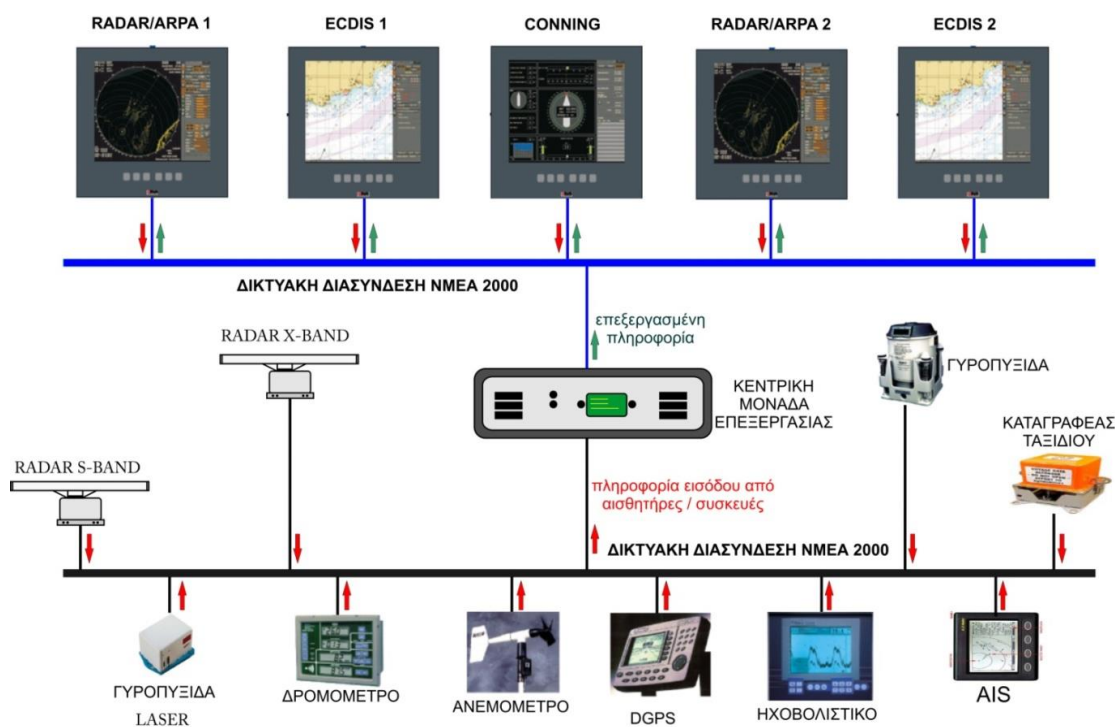 RADAR/ARPA 1
ECDIS 1
CONNING
RADAR/ARPA 2
ECDIS 2
ΔΙΚΤΥΑΚΗ ΔΙΑΣΥΝΔΕΣΗ NMEA 2000
RADAR X-BAND
επεξεργασμένη
πληροφορία
ΓΥΡΟΠΥΞΙΔΑ
ΚΕΝΤΡΙΚΗ
ΜΟΝΑΔΑ
ΕΠΕΞΕΡΓΑΣΙΑΣ
ΚΑΤΑΓΡΑΦΕΑΣ
ΤΑΞΙΔΙΟΥ
RADAR S-BAND
πληροφορία εισόδου από
αισθητήρες / συσκευές
ΔΙΚΤΥΑΚΗ ΔΙΑΣΥΝΔΕΣΗ NMEA 2000
ΓΥΡΟΠΥΞΙΔΑ
LASER
ΔΡΟΜΟΜΕΤΡΟ
ΑΝΕΜΟΜΕΤΡΟ
DGPS
ΗΧΟΒΟΛΙΣΤΙΚΟ
AIS